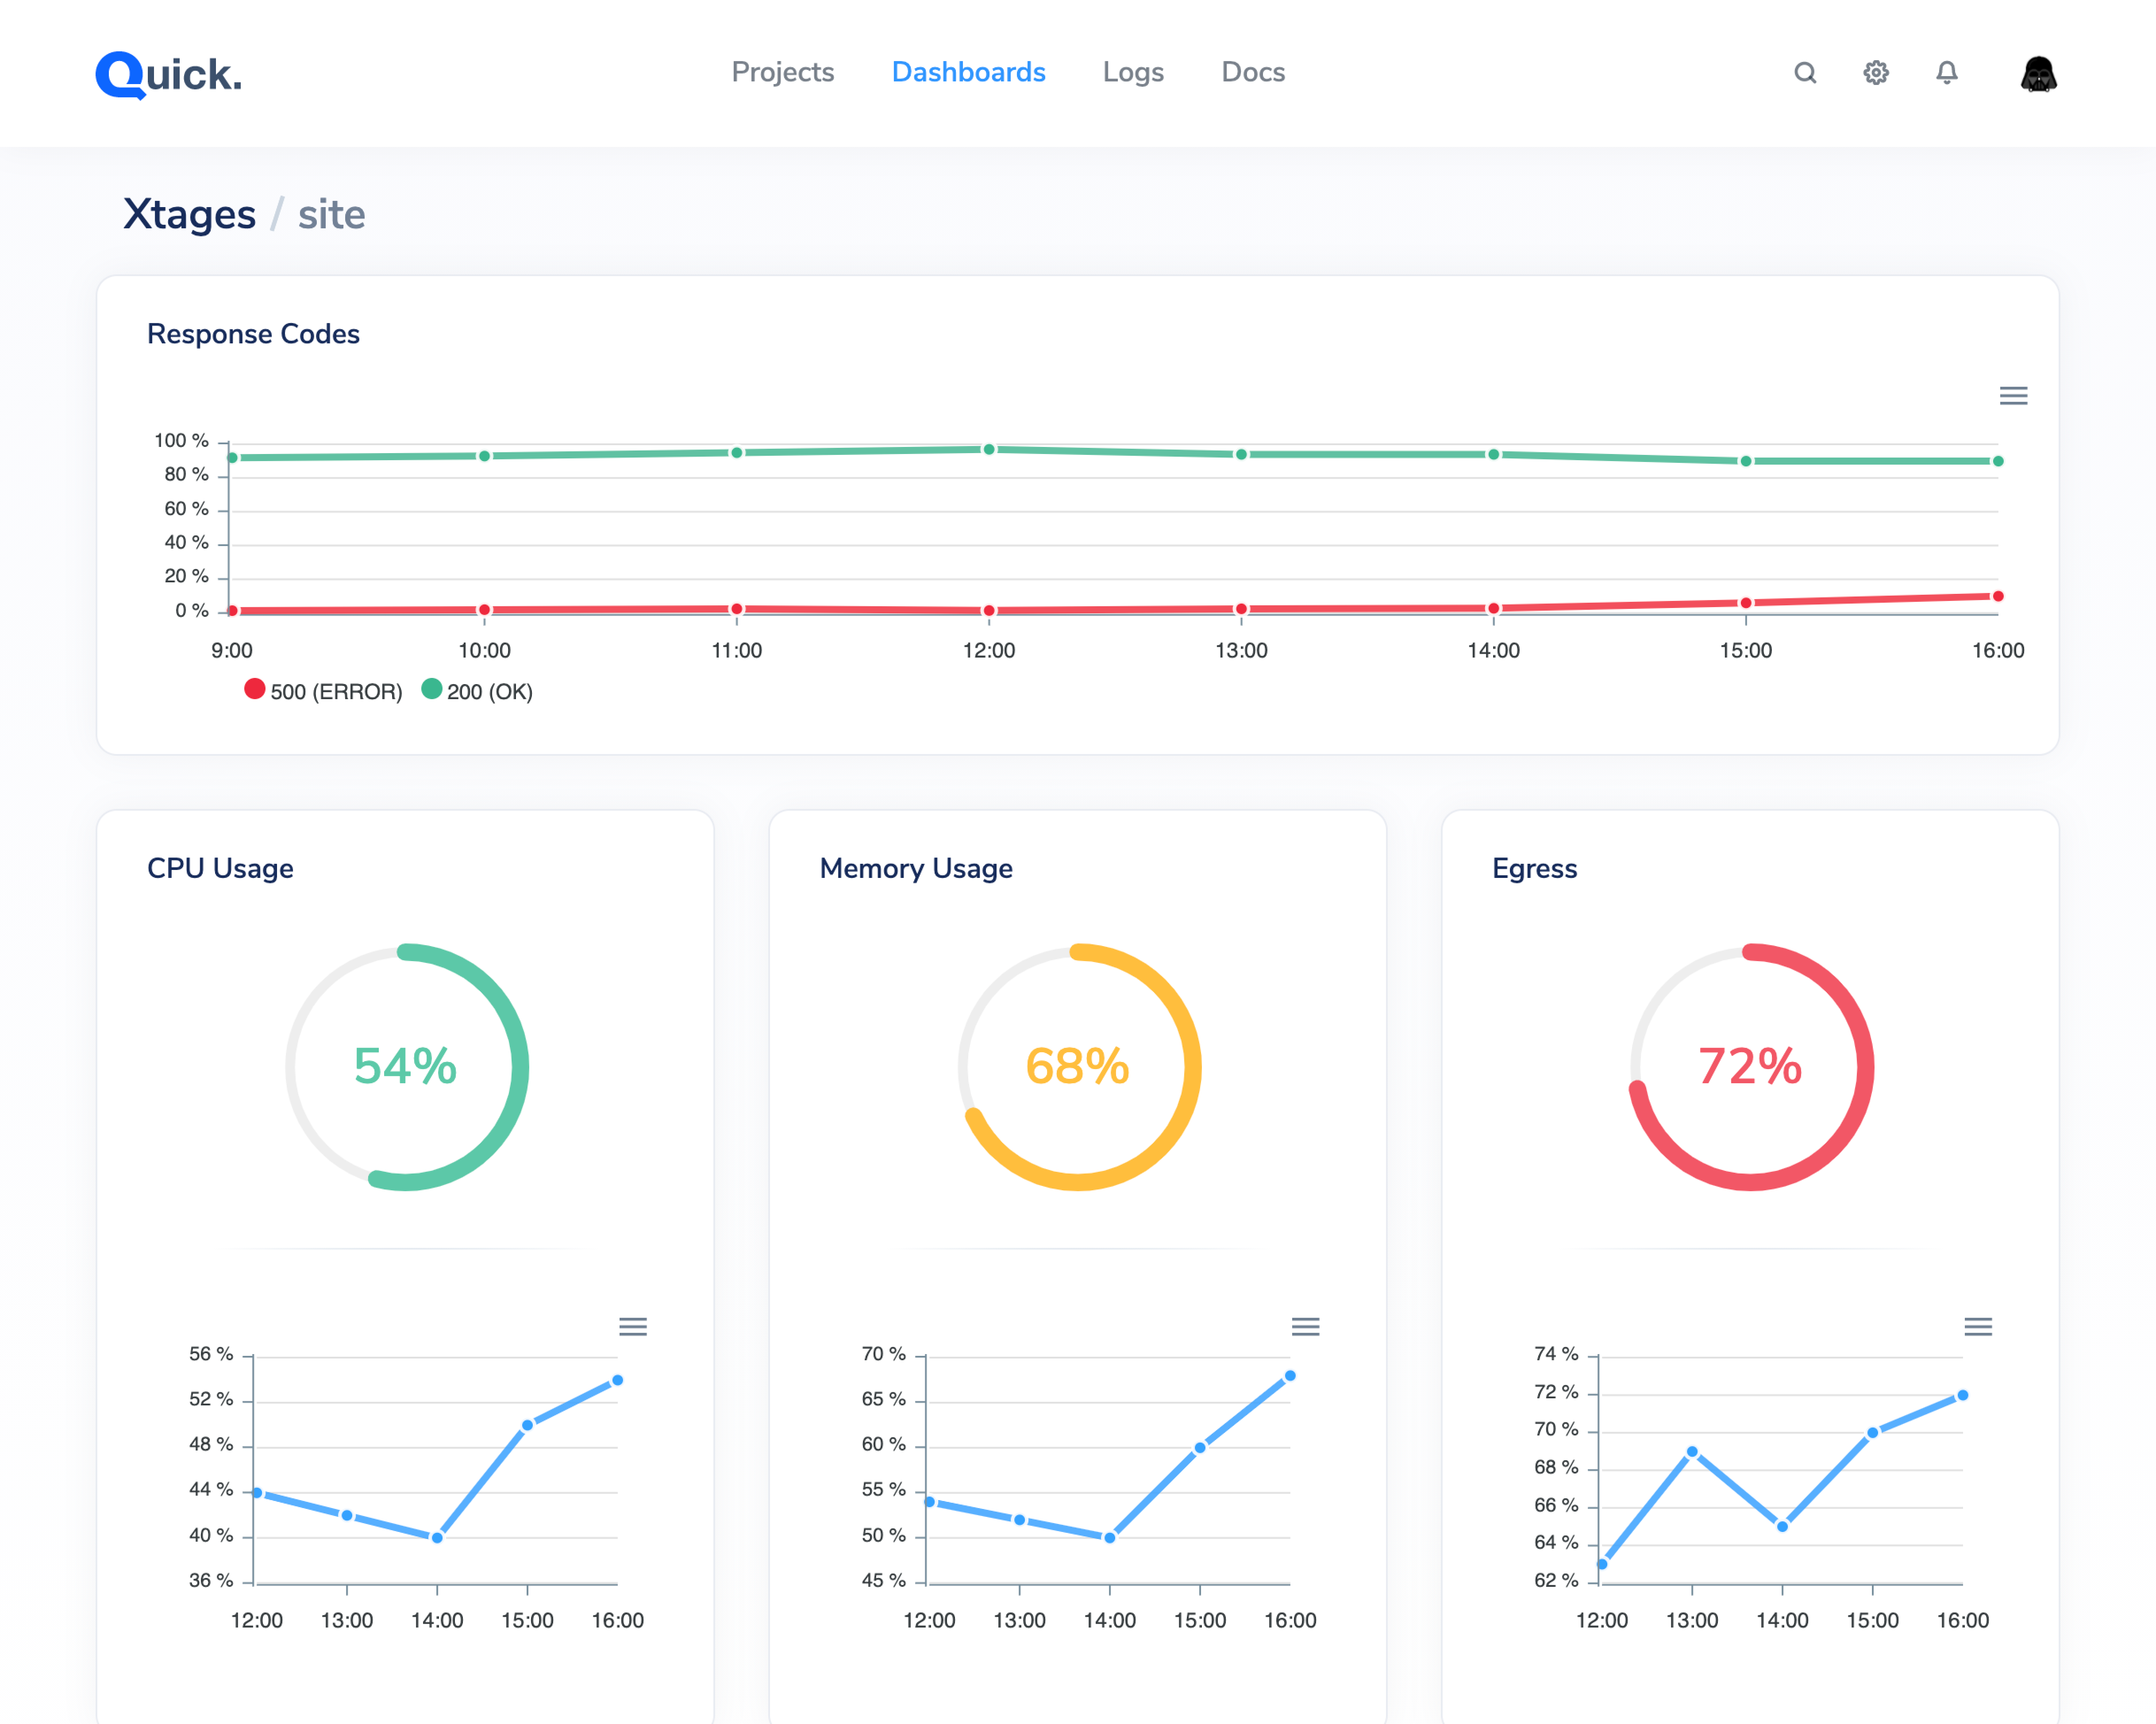 Quick.
Projects Dashboards Logs Docs
Xtages / site
Response Codes
100 %
80 %
60 %
40 %
20 %
0 %
9:00 10:00 11:00 12:00 13:00 14:00 15:00 16:00
500 (ERROR) 200 (OK)
CPU Usage
54%
56 %
52 %
48 %
44 %
40 %
36 %
12:00 13:00 14:00 15:00 16:00
Memory Usage
68%
70 %
65 %
60 %
55 %
50 %
45 %
12:00 13:00 14:00 15:00 16:00
Egress
72%
74 %
72 %
70 %
68 %
66 %
64 %
62 %
12:00 13:00 14:00 15:00 16:00